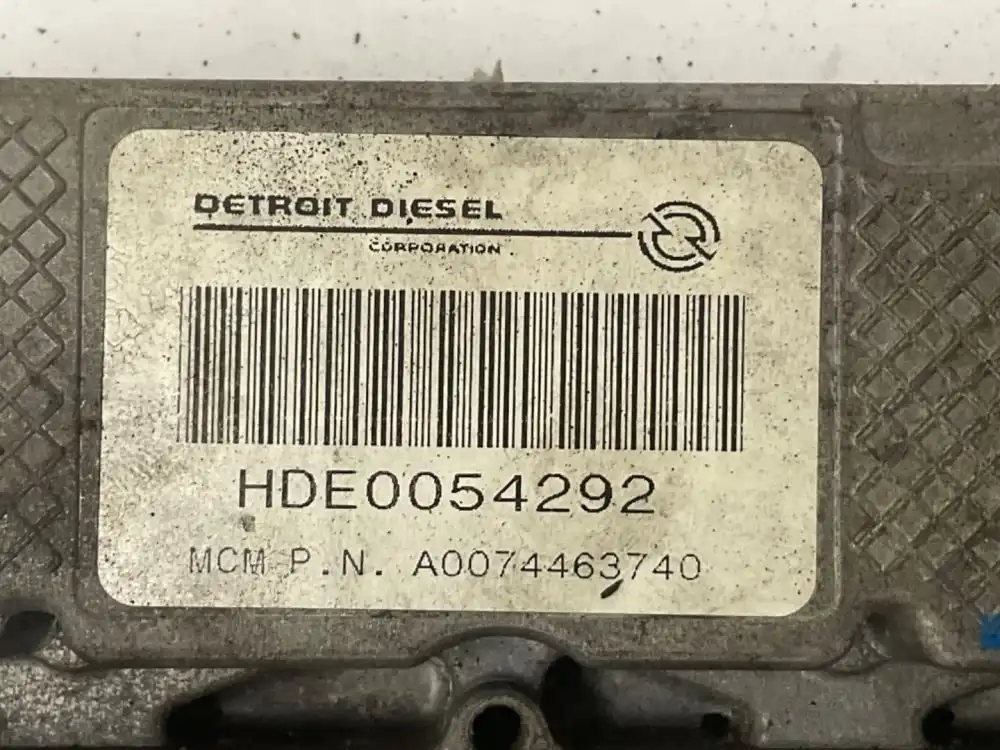 DETROIT DIESEL
CORPORATION
HDE0054292
MCM P.N. A0074463740